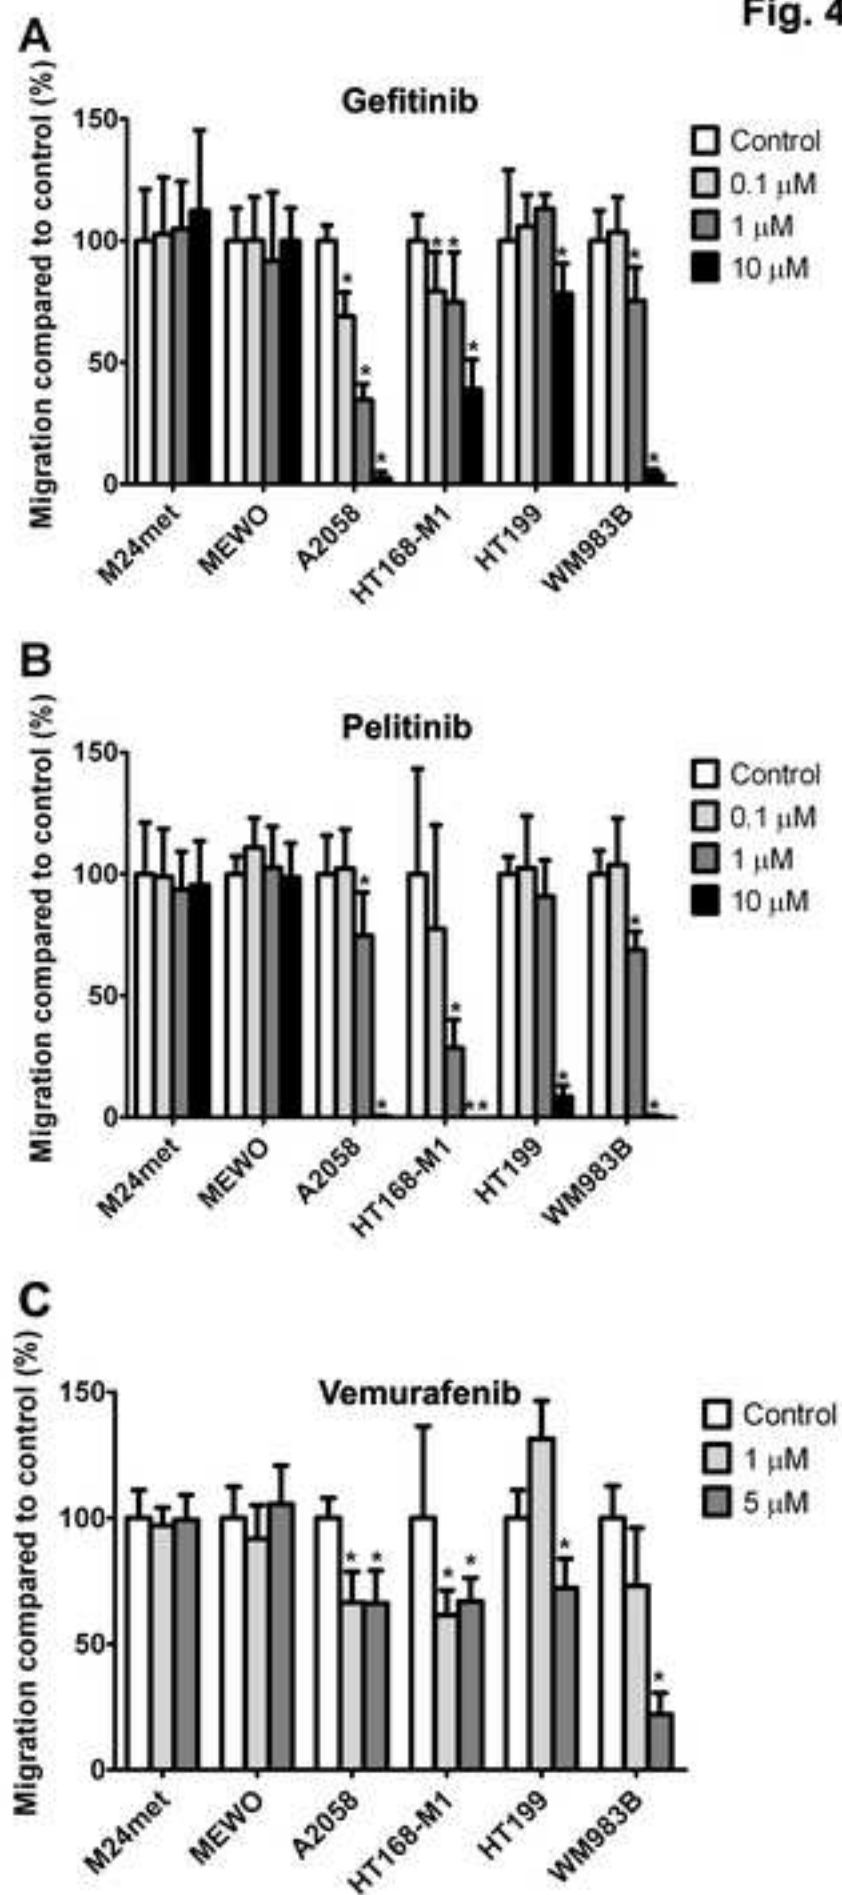 Fig. 4
A
Gefitinib
Migration compared to control (%)
150
100
50
0
* * * * * * * * *
M24met
MEWO
A2058
HT168-M1
HT199
WM983B
Control
0.1 μM
1 μM
10 μM
B
Pelitinib
Migration compared to control (%)
150
100
50
0
* * * ** * * *
M24met
MEWO
A2058
HT168-M1
HT199
WM983B
Control
0.1 μM
1 μM
10 μM
C
Vemurafenib
Migration compared to control (%)
150
100
50
0
* * * * * *
M24met
MEWO
A2058
HT168-M1
HT199
WM983B
Control
1 μM
5 μM